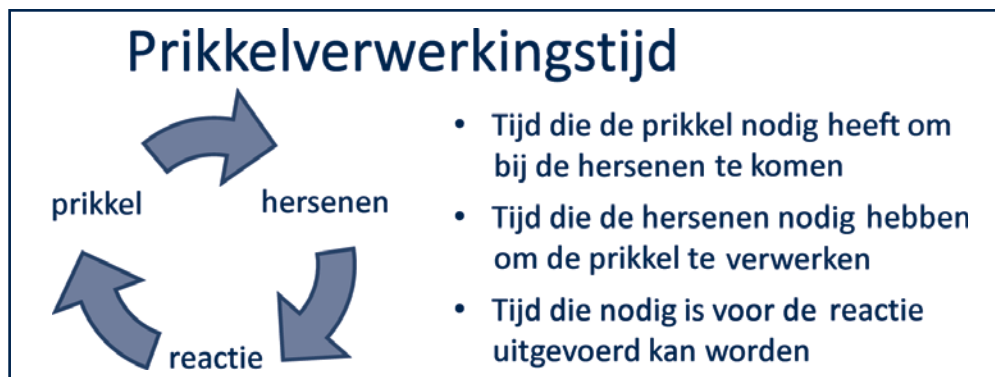 Prikkelverwerkingstijd
prikkel
hersenen
reactie
• Tijd die de prikkel nodig heeft om
bij de hersenen te komen
• Tijd die de hersenen nodig hebben
om de prikkel te verwerken
• Tijd die nodig is voor de reactie
uitgevoerd kan worden